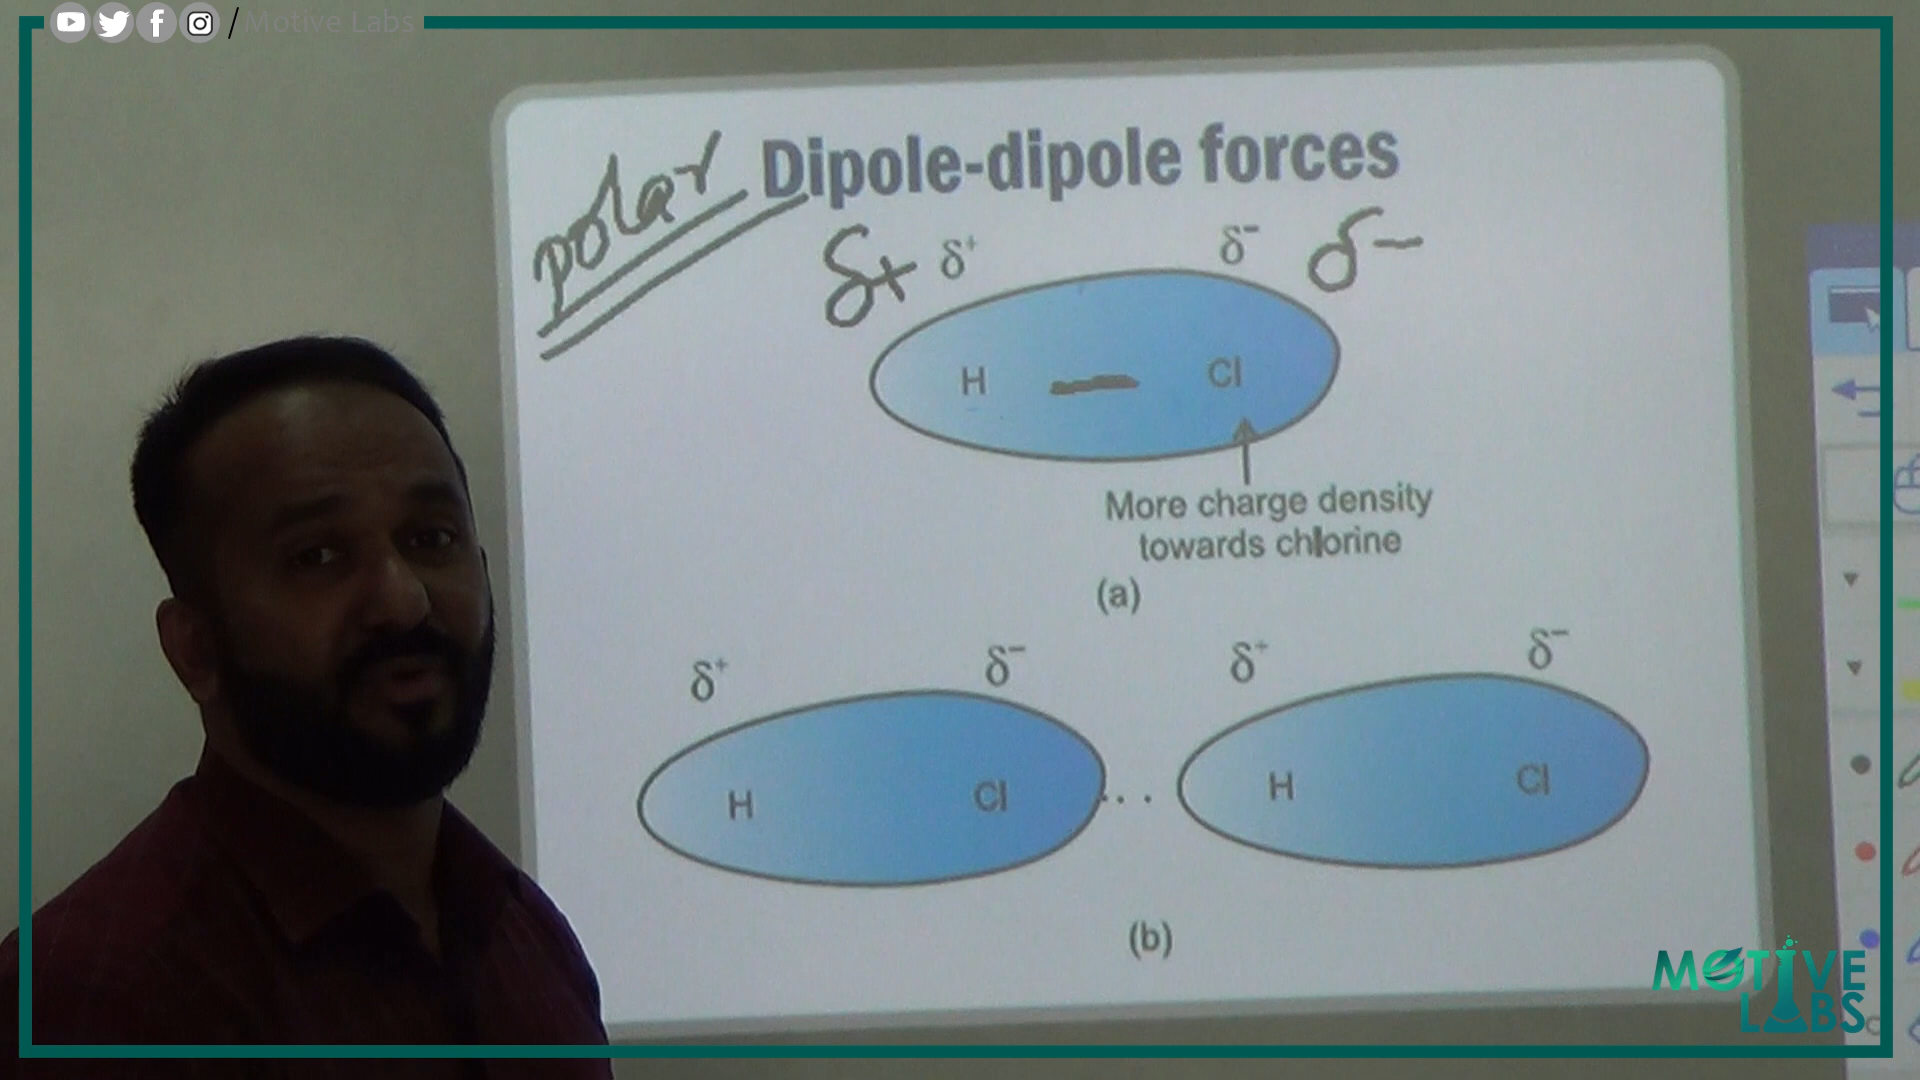 / Motive Labs
polar Dipole-dipole forces
δ+ δ⁺ δ⁻ δ−
H — Cl
More charge density
towards chlorine
(a)
δ⁺ δ⁻ δ⁺ δ⁻
H Cl ... H Cl
(b)
MOTIVE
LABS